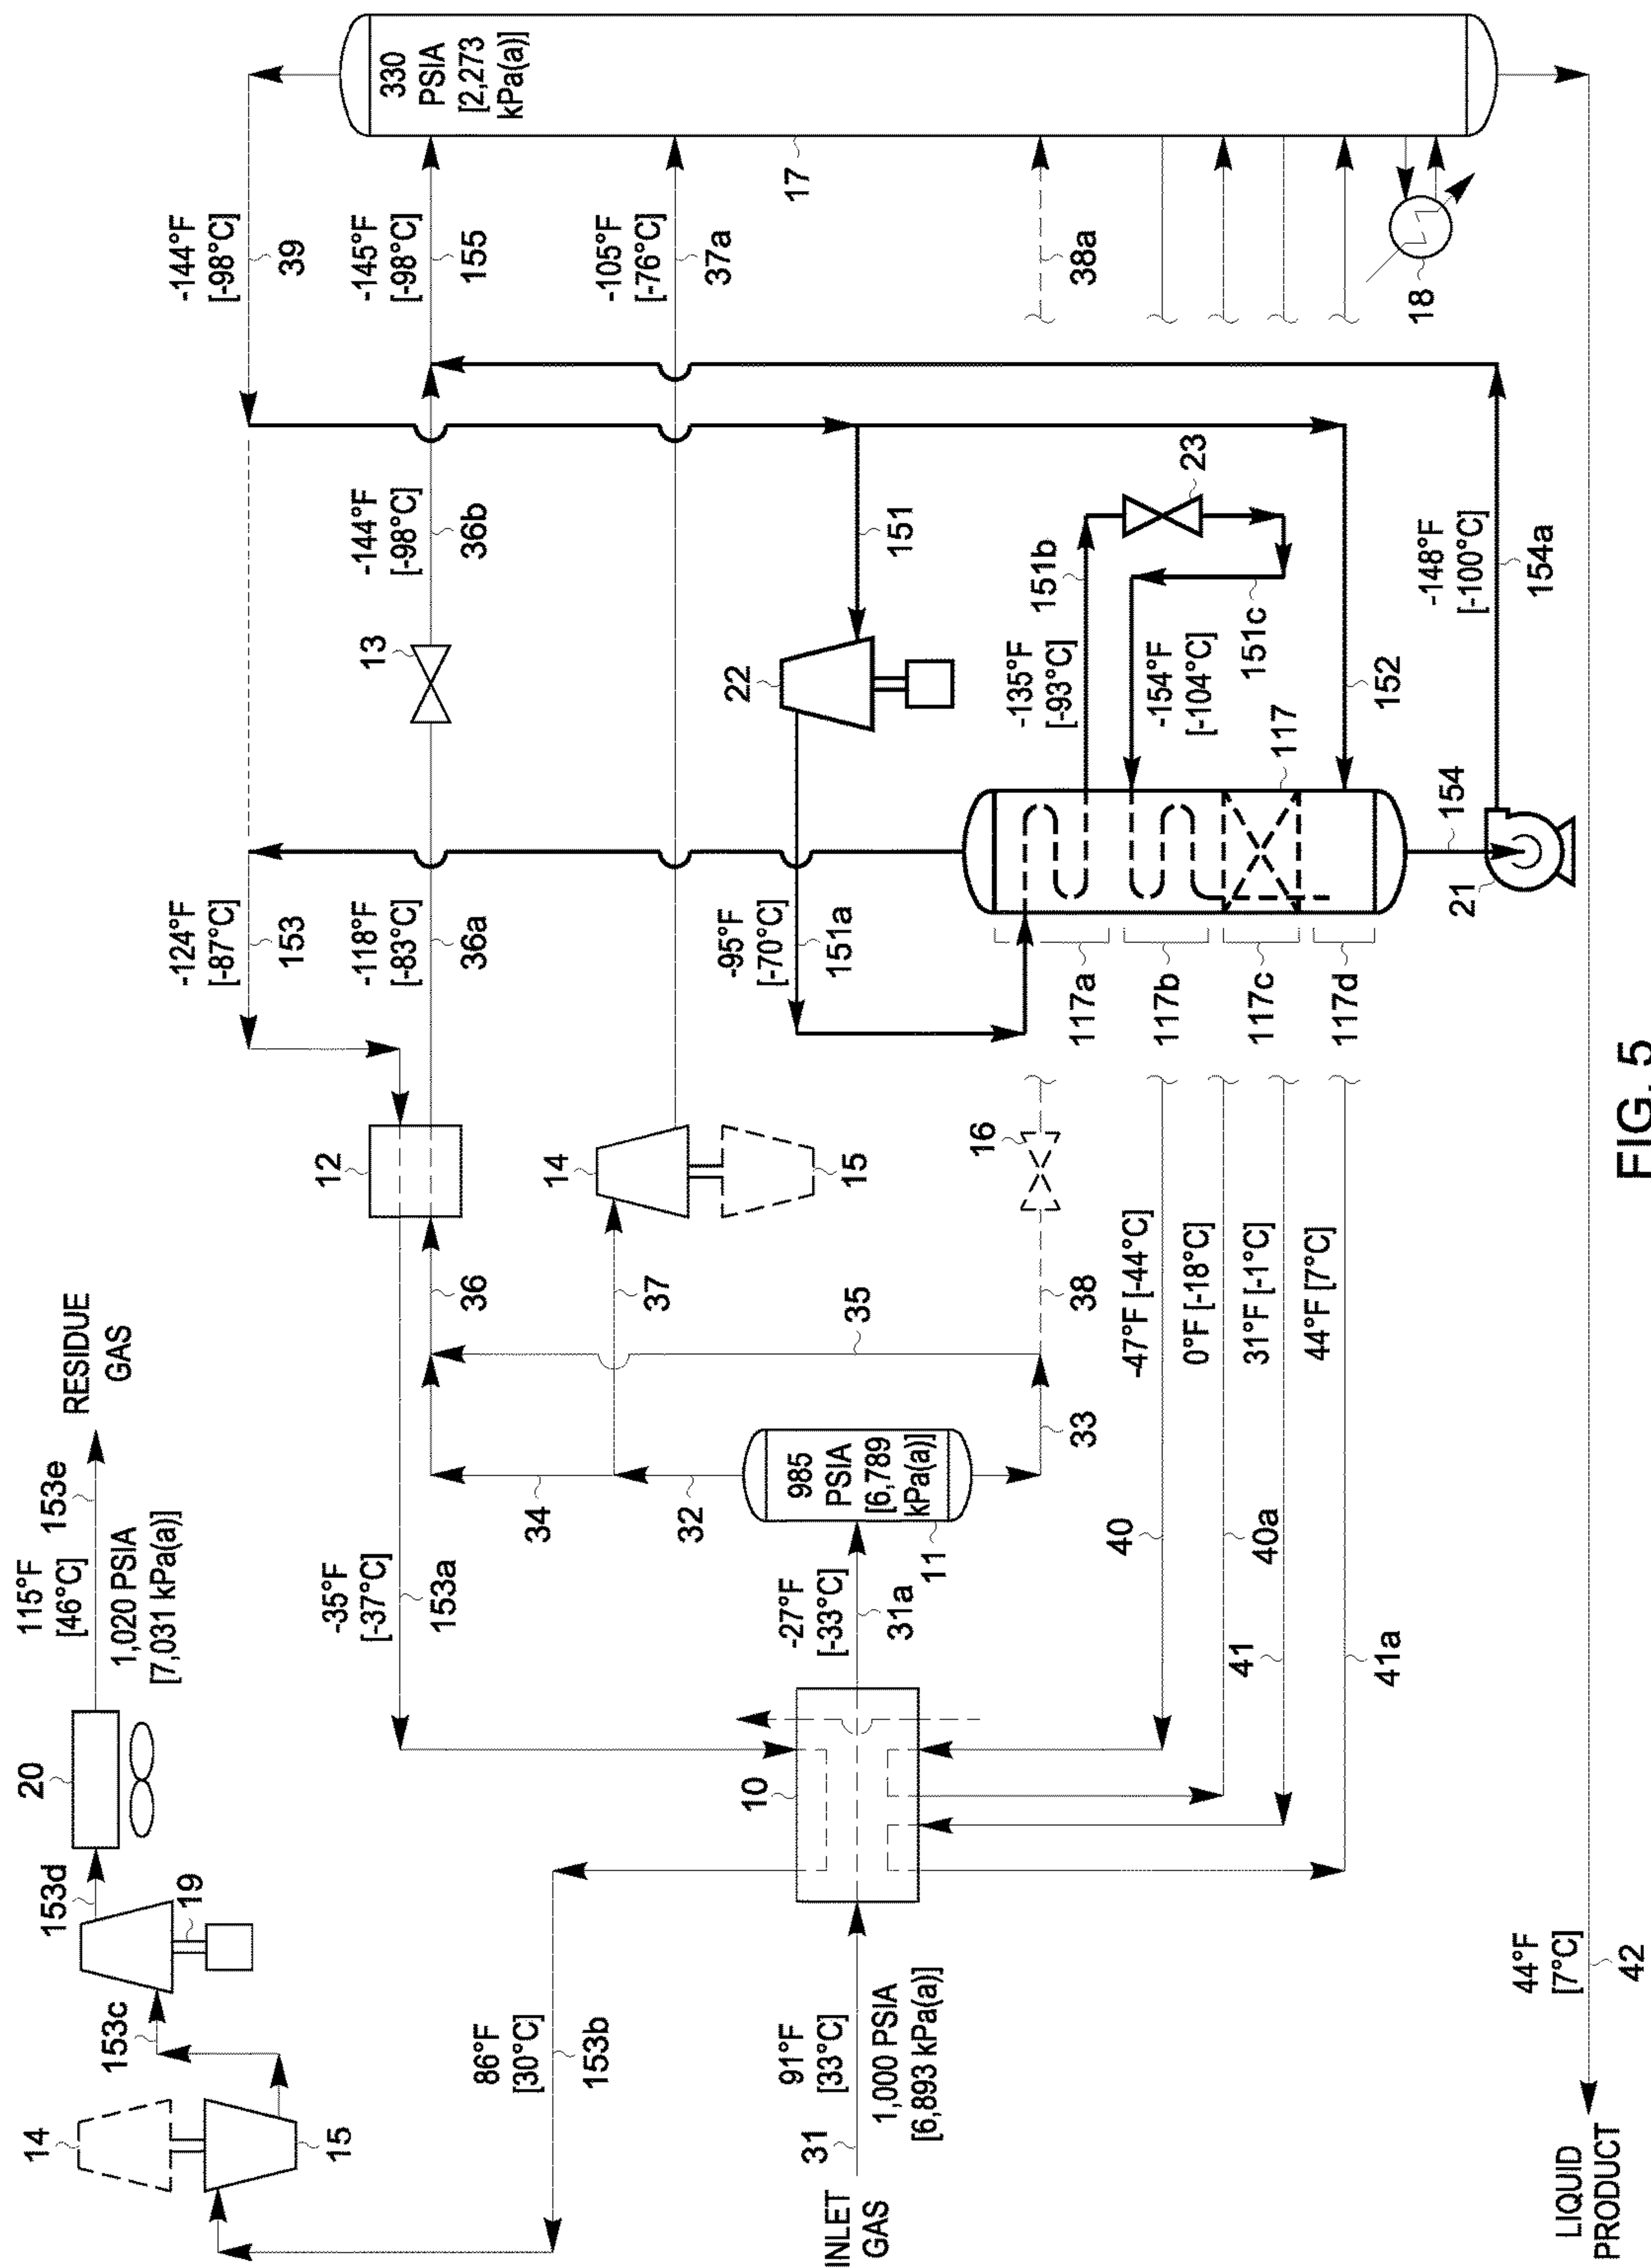 RESIDUE
GAS
115°F
[46°C]
153e
1,020 PSIA
[7,031 kPa(a)]
20
153d
19
153c
14
15
86°F
[30°C]
153b
INLET
GAS
31
91°F
[33°C]
1,000 PSIA
[6,893 kPa(a)]
10
-35°F
[-37°C]
153a
-27°F
[-33°C]
31a
11
985
PSIA
[6,789
kPa(a)]
32
33
34
35
36
37
38
12
14
15
16
40
40a
41
41a
-47°F [-44°C]
0°F [-18°C]
31°F [-1°C]
44°F [7°C]
-124°F
[-87°C]
153
-118°F
[-83°C]
36a
13
-144°F
[-98°C]
36b
-95°F
[-70°C]
151a
22
151
117a
117b
117c
117d
117
-135°F
[-93°C]
151b
23
-154°F
[-104°C]
151c
152
154
21
-148°F
[-100°C]
154a
-144°F
[-98°C]
39
-145°F
[-98°C]
155
-105°F
[-76°C]
37a
38a
17
18
330
PSIA
[2,273
kPa(a)]
44°F
[7°C]
42
LIQUID
PRODUCT
FIG. 5